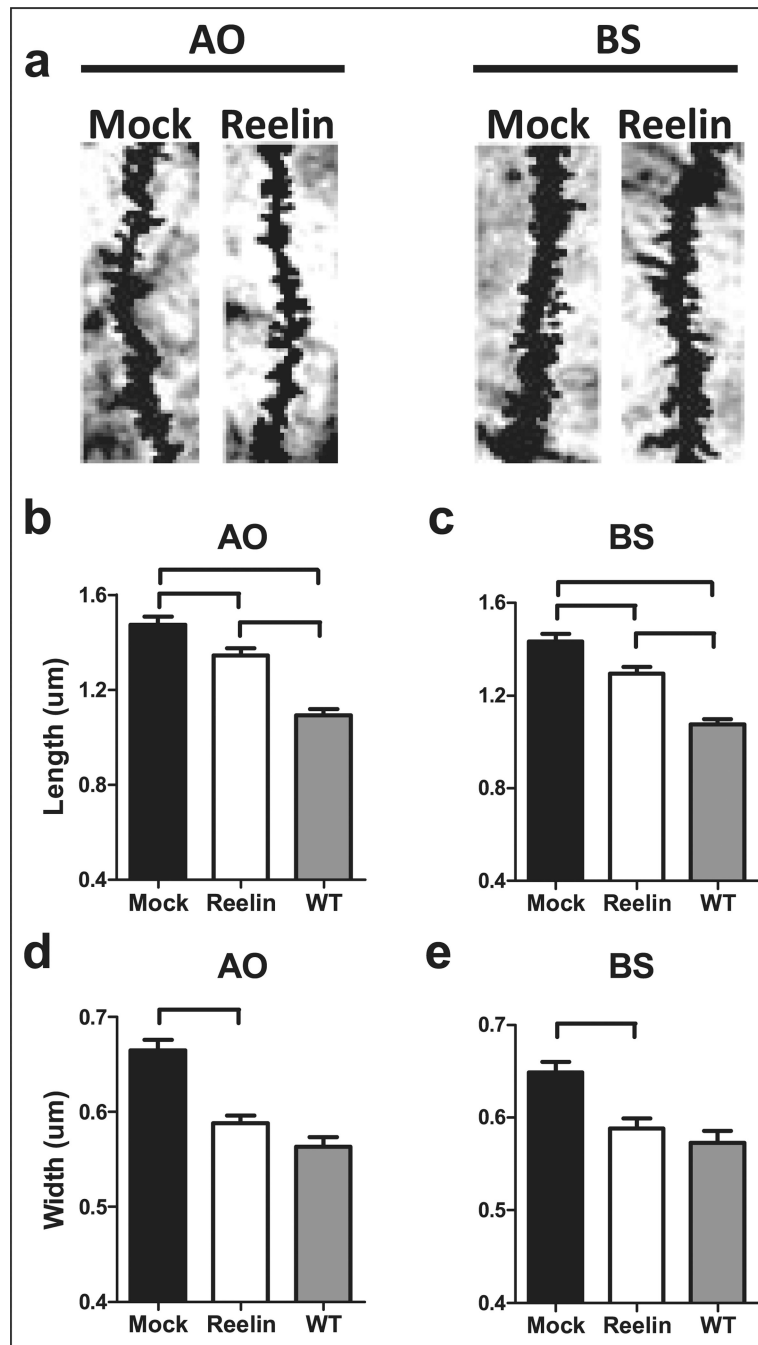 a
AO BS
Mock Reelin Mock Reelin
b AO
Length (um)
1.6
1.2
0.8
0.4
Mock Reelin WT
c BS
1.6
1.2
0.8
0.4
Mock Reelin WT
d AO
Width (um)
0.7
0.6
0.5
0.4
Mock Reelin WT
e BS
0.7
0.6
0.5
0.4
Mock Reelin WT